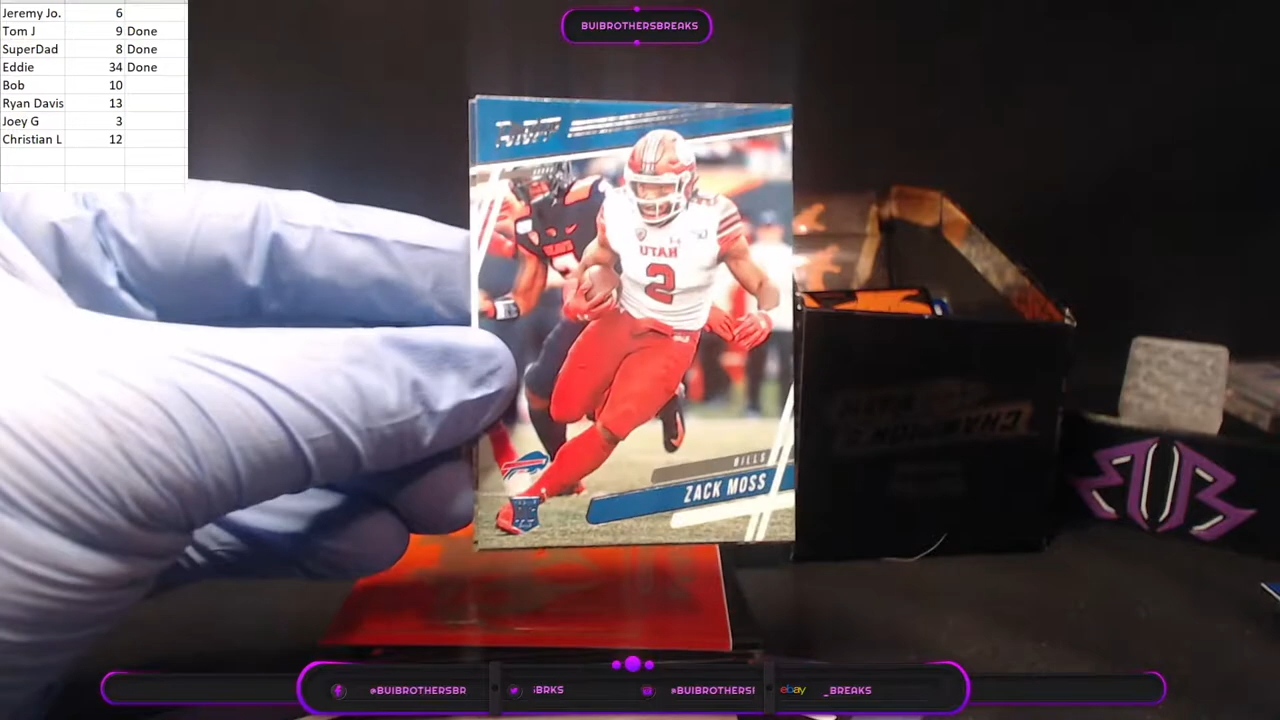 Jeremy Jo. 6
Tom J 9 Done
SuperDad 8 Done
Eddie 34 Done
Bob 10
Ryan Davis 13
Joey G 3
Christian L 12
BUIBROTHERSBREAKS
UTAH
2
BILLS
ZACK MOSS
@BUIBROTHERSBR
iBRKS
@BUIBROTHERSI
ebay
_BREAKS